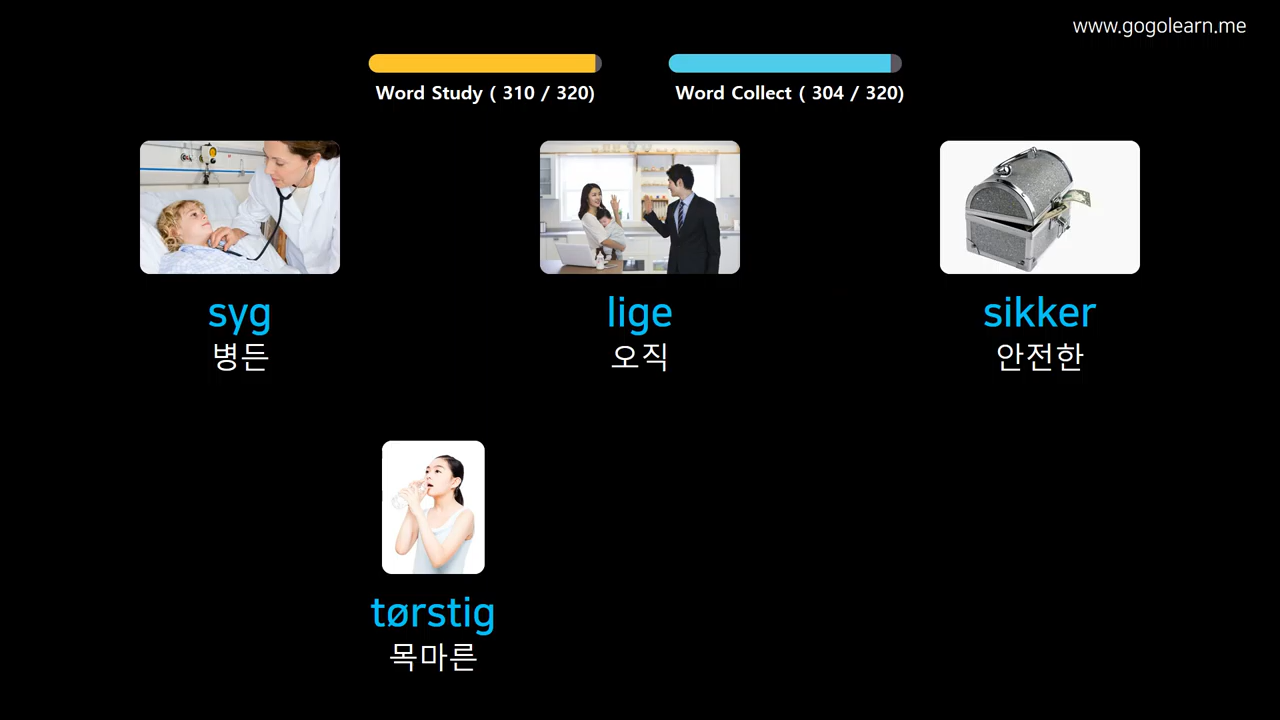 www.gogolearn.me
Word Study ( 310 / 320)
Word Collect ( 304 / 320)
syg
병든
lige
오직
sikker
안전한
tørstig
목마른